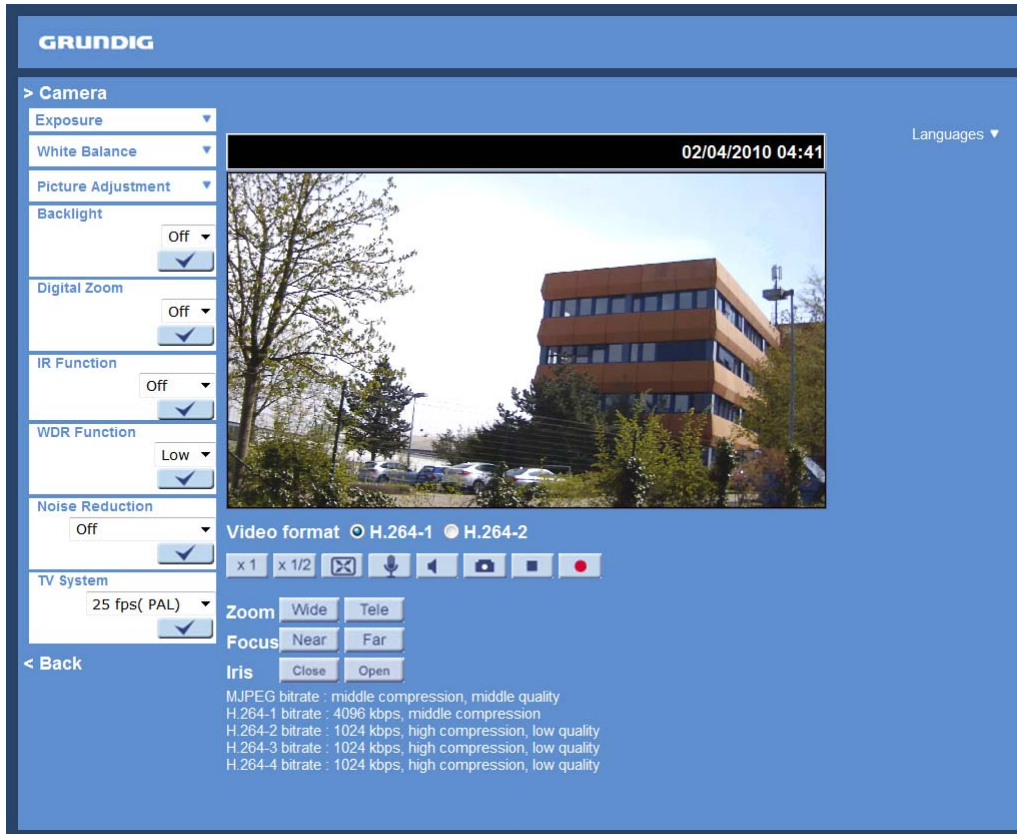 GRUNDIG
> Camera
Exposure
White Balance
Picture Adjustment
Backlight
Off
Digital Zoom
Off
IR Function
Off
WDR Function
Low
Noise Reduction
Off
TV System
25 fps( PAL)
< Back
Languages
02/04/2010 04:41
Video format H.264-1 H.264-2
x 1 x 1/2
Zoom Wide Tele
Focus Near Far
Iris Close Open
MJPEG bitrate : middle compression, middle quality
H.264-1 bitrate : 4096 kbps, middle compression
H.264-2 bitrate : 1024 kbps, high compression, low quality
H.264-3 bitrate : 1024 kbps, high compression, low quality
H.264-4 bitrate : 1024 kbps, high compression, low quality